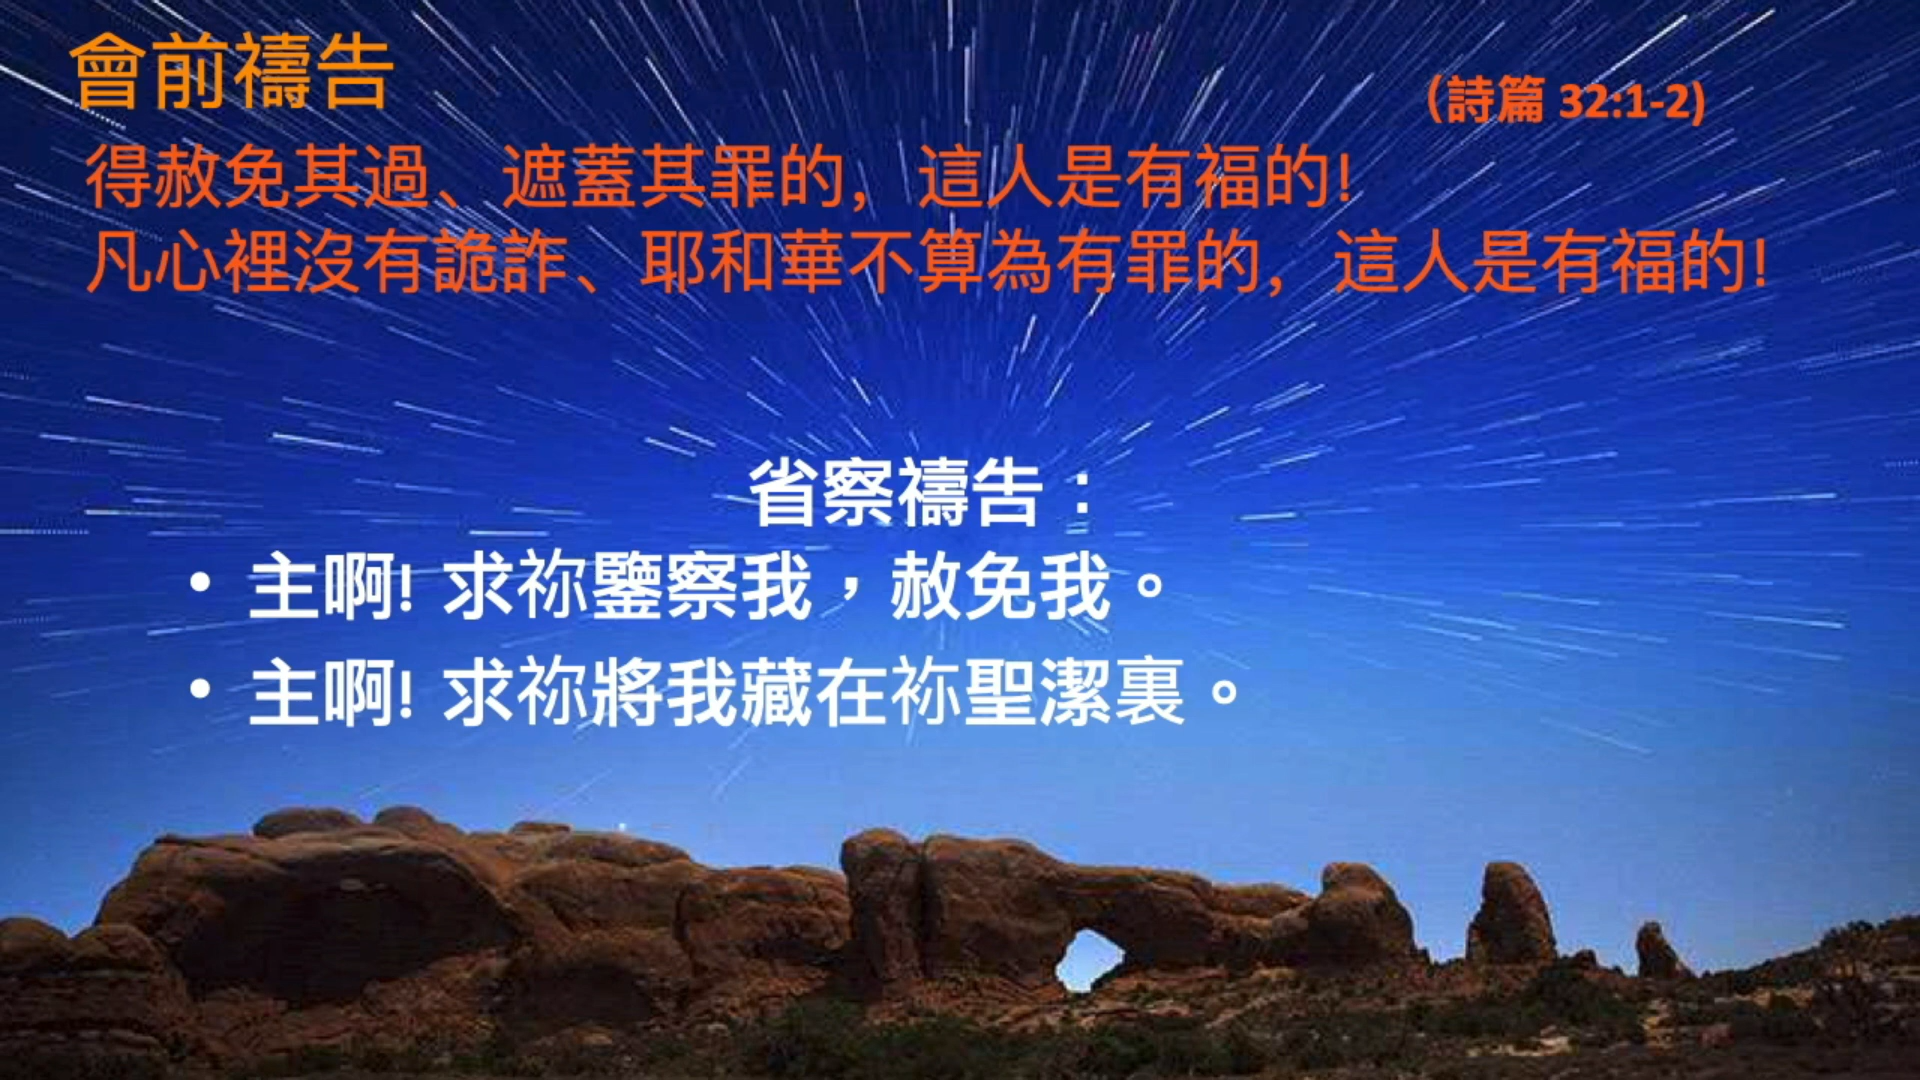 會前禱告
(詩篇 32:1-2)
得赦免其過、遮蓋其罪的，這人是有福的!
凡心裡沒有詭詐、耶和華不算為有罪的，這人是有福的!
省察禱告：
• 主啊! 求祢鑒察我，赦免我。
• 主啊! 求祢將我藏在袮聖潔裏。